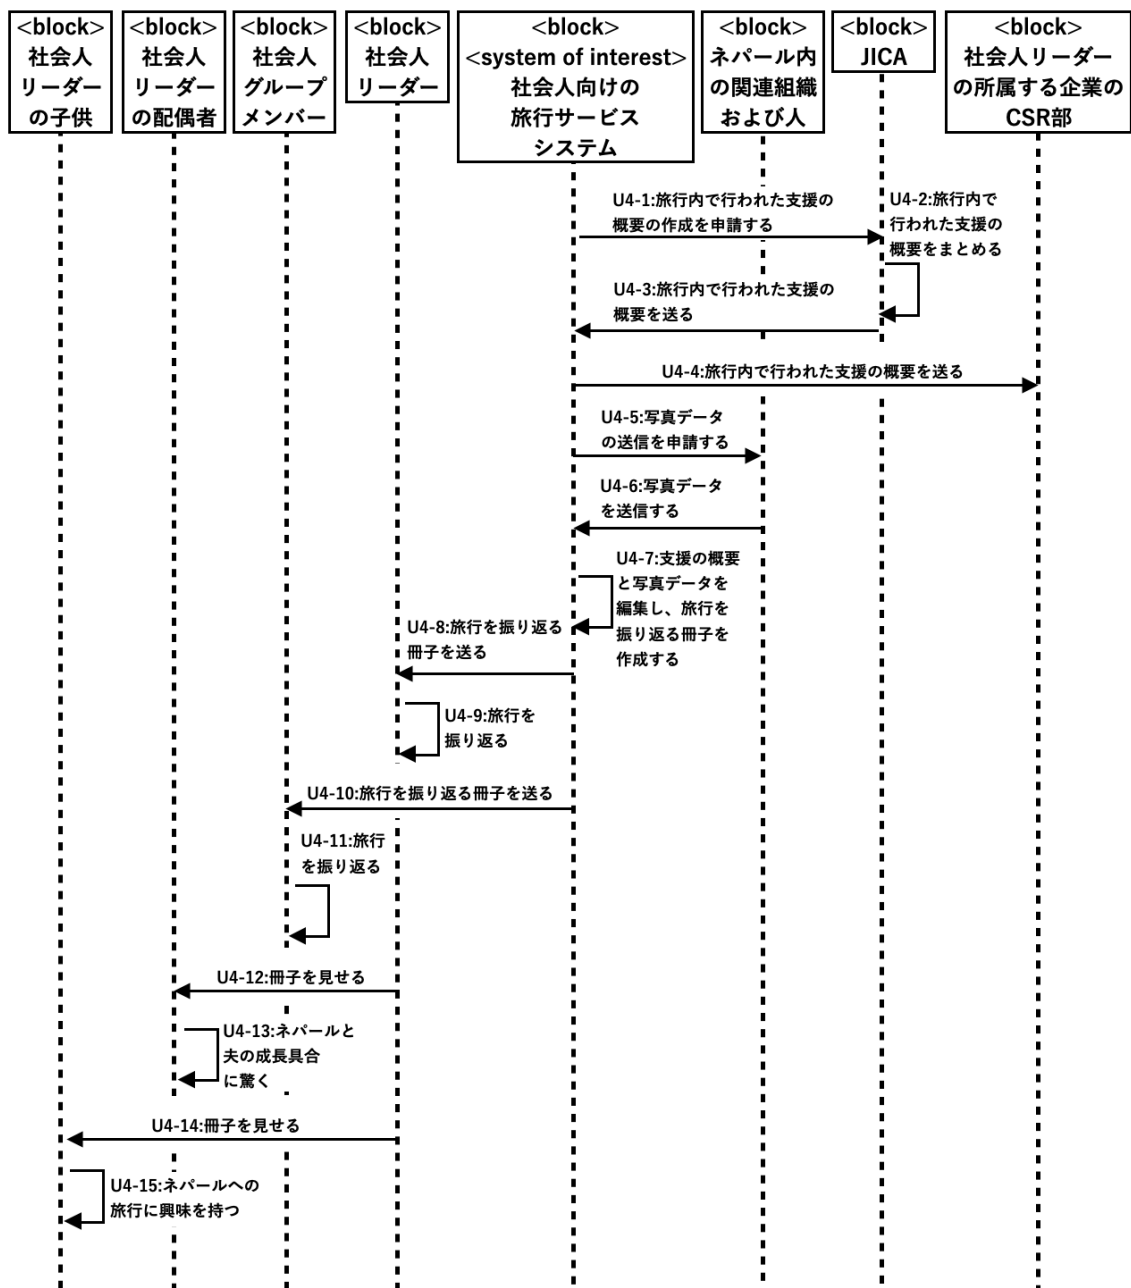 <block>
社会人
リーダー
の子供
<block>
社会人
リーダー
の配偶者
<block>
社会人
グループ
メンバー
<block>
社会人
リーダー
<block>
<system of interest>
社会人向けの
旅行サービス
システム
<block>
ネパール内
の関連組織
および人
<block>
JICA
<block>
社会人リーダー
の所属する企業の
CSR部
U4-1:旅行内で行われた支援の
概要の作成を申請する
U4-2:旅行内で
行われた支援の
概要をまとめる
U4-3:旅行内で行われた支援の
概要を送る
U4-4:旅行内で行われた支援の概要を送る
U4-5:写真データ
の送信を申請する
U4-6:写真データ
を送信する
U4-7:支援の概要
と写真データを
編集し、旅行を
振り返る冊子を
作成する
U4-8:旅行を振り返る
冊子を送る
U4-9:旅行を
振り返る
U4-10:旅行を振り返る冊子を送る
U4-11:旅行
を振り返る
U4-12:冊子を見せる
U4-13:ネパールと
夫の成長具合
に驚く
U4-14:冊子を見せる
U4-15:ネパールへの
旅行に興味を持つ